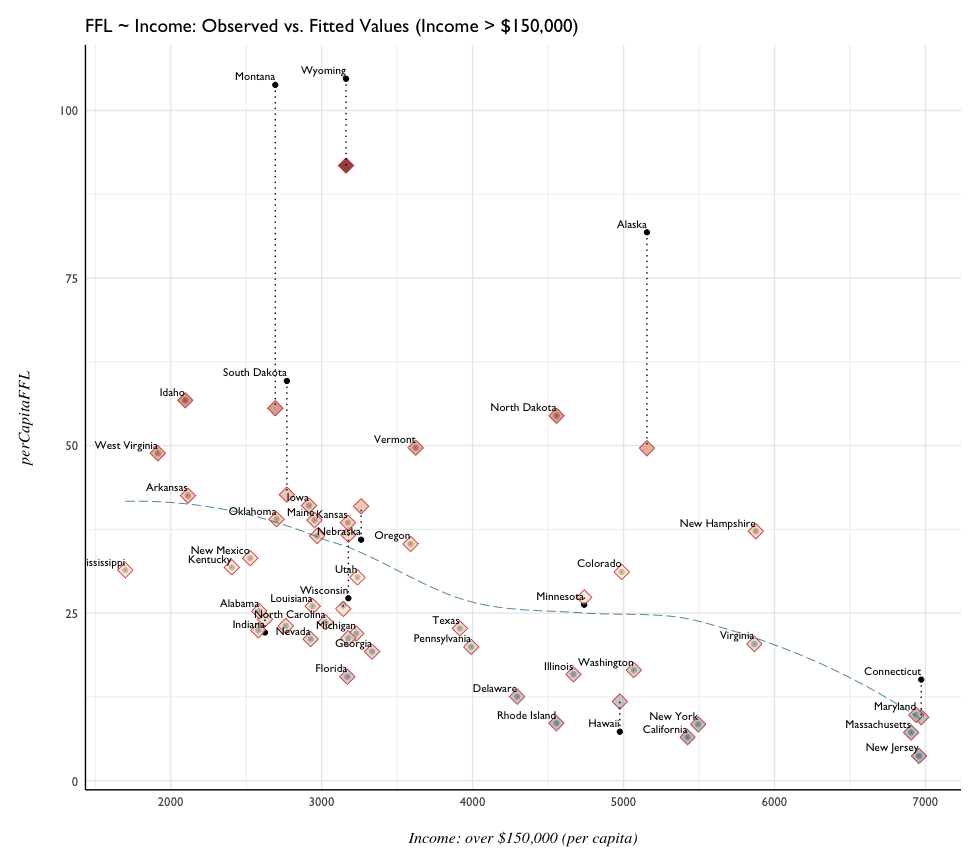 FFL ~ Income: Observed vs. Fitted Values (Income > $150,000)
Montana
Wyoming
100
Alaska
75
South Dakota
Idaho
North Dakota
Vermont
50
West Virginia
Arkansas
Iowa
Oklahoma
Maine
Kansas
New Hampshire
Nebraska
Oregon
New Mexico
Kentucky
ississippi
Colorado
Utah
Wisconsin
Minnesota
Louisiana
Alabama
25
North Carolina
Indiana
Nevada
Michigan
Texas
Georgia
Pennsylvania
Virginia
Florida
Illinois
Washington
Connecticut
Delaware
Maryland
Rhode Island
Hawaii
New York
California
Massachusetts
New Jersey
0
2000 3000 4000 5000 6000 7000
perCapitaFFL
Income: over $150,000 (per capita)